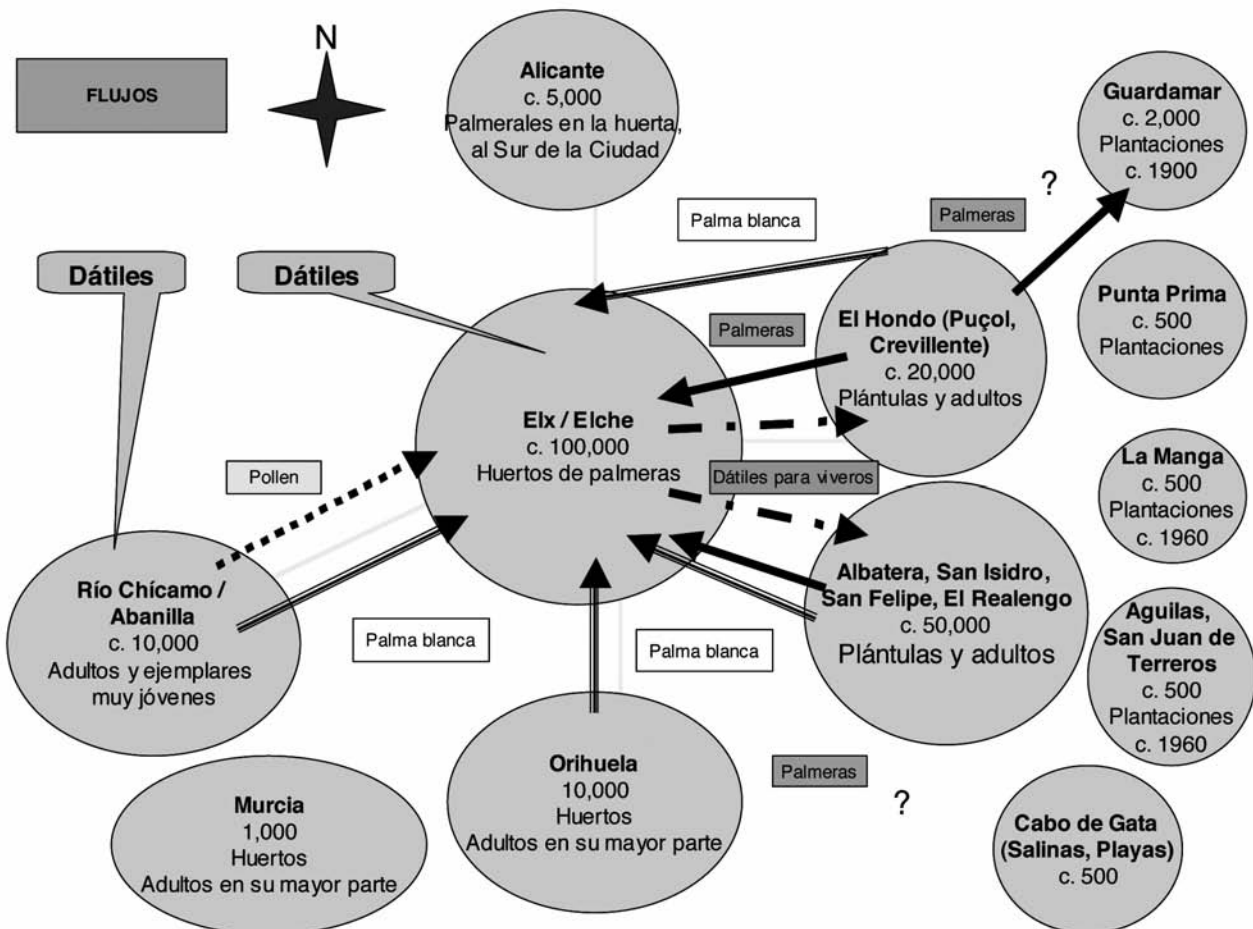 FLUJOS
N
Alicante
c. 5,000
Palmerales en la huerta,
al Sur de la Ciudad
Guardamar
c. 2,000
Plantaciones
c. 1900
?
Palmeras
Palma blanca
Dátiles
Dátiles
Punta Prima
c. 500
Plantaciones
El Hondo (Puçol,
Crevillente)
c. 20,000
Plántulas y adultos
Palmeras
Elx / Elche
c. 100,000
Huertos de palmeras
La Manga
c. 500
Plantaciones
c. 1960
Pollen
Dátiles para viveros
Río Chícamo /
Abanilla
c. 10,000
Adultos y ejemplares
muy jóvenes
Albatera, San Isidro,
San Felipe, El Realengo
c. 50,000
Plántulas y adultos
Aguilas,
San Juan de
Terreros
c. 500
Plantaciones
c. 1960
Palma blanca
Palma blanca
Orihuela
10,000
Huertos
Adultos en su mayor parte
Palmeras
?
Murcia
1,000
Huertos
Adultos en su mayor parte
Cabo de Gata
(Salinas, Playas)
c. 500